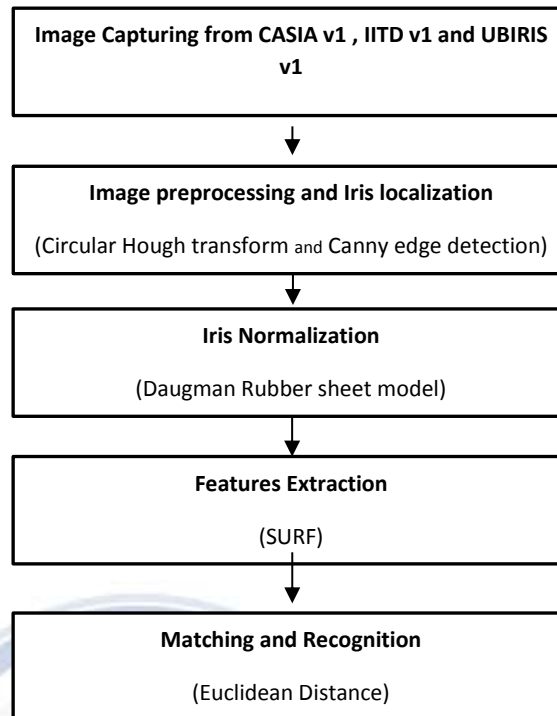 Image Capturing from CASIA v1 , IITD v1 and UBIRIS
v1
Image preprocessing and Iris localization
(Circular Hough transform and Canny edge detection)
Iris Normalization
(Daugman Rubber sheet model)
Features Extraction
(SURF)
Matching and Recognition
(Euclidean Distance)